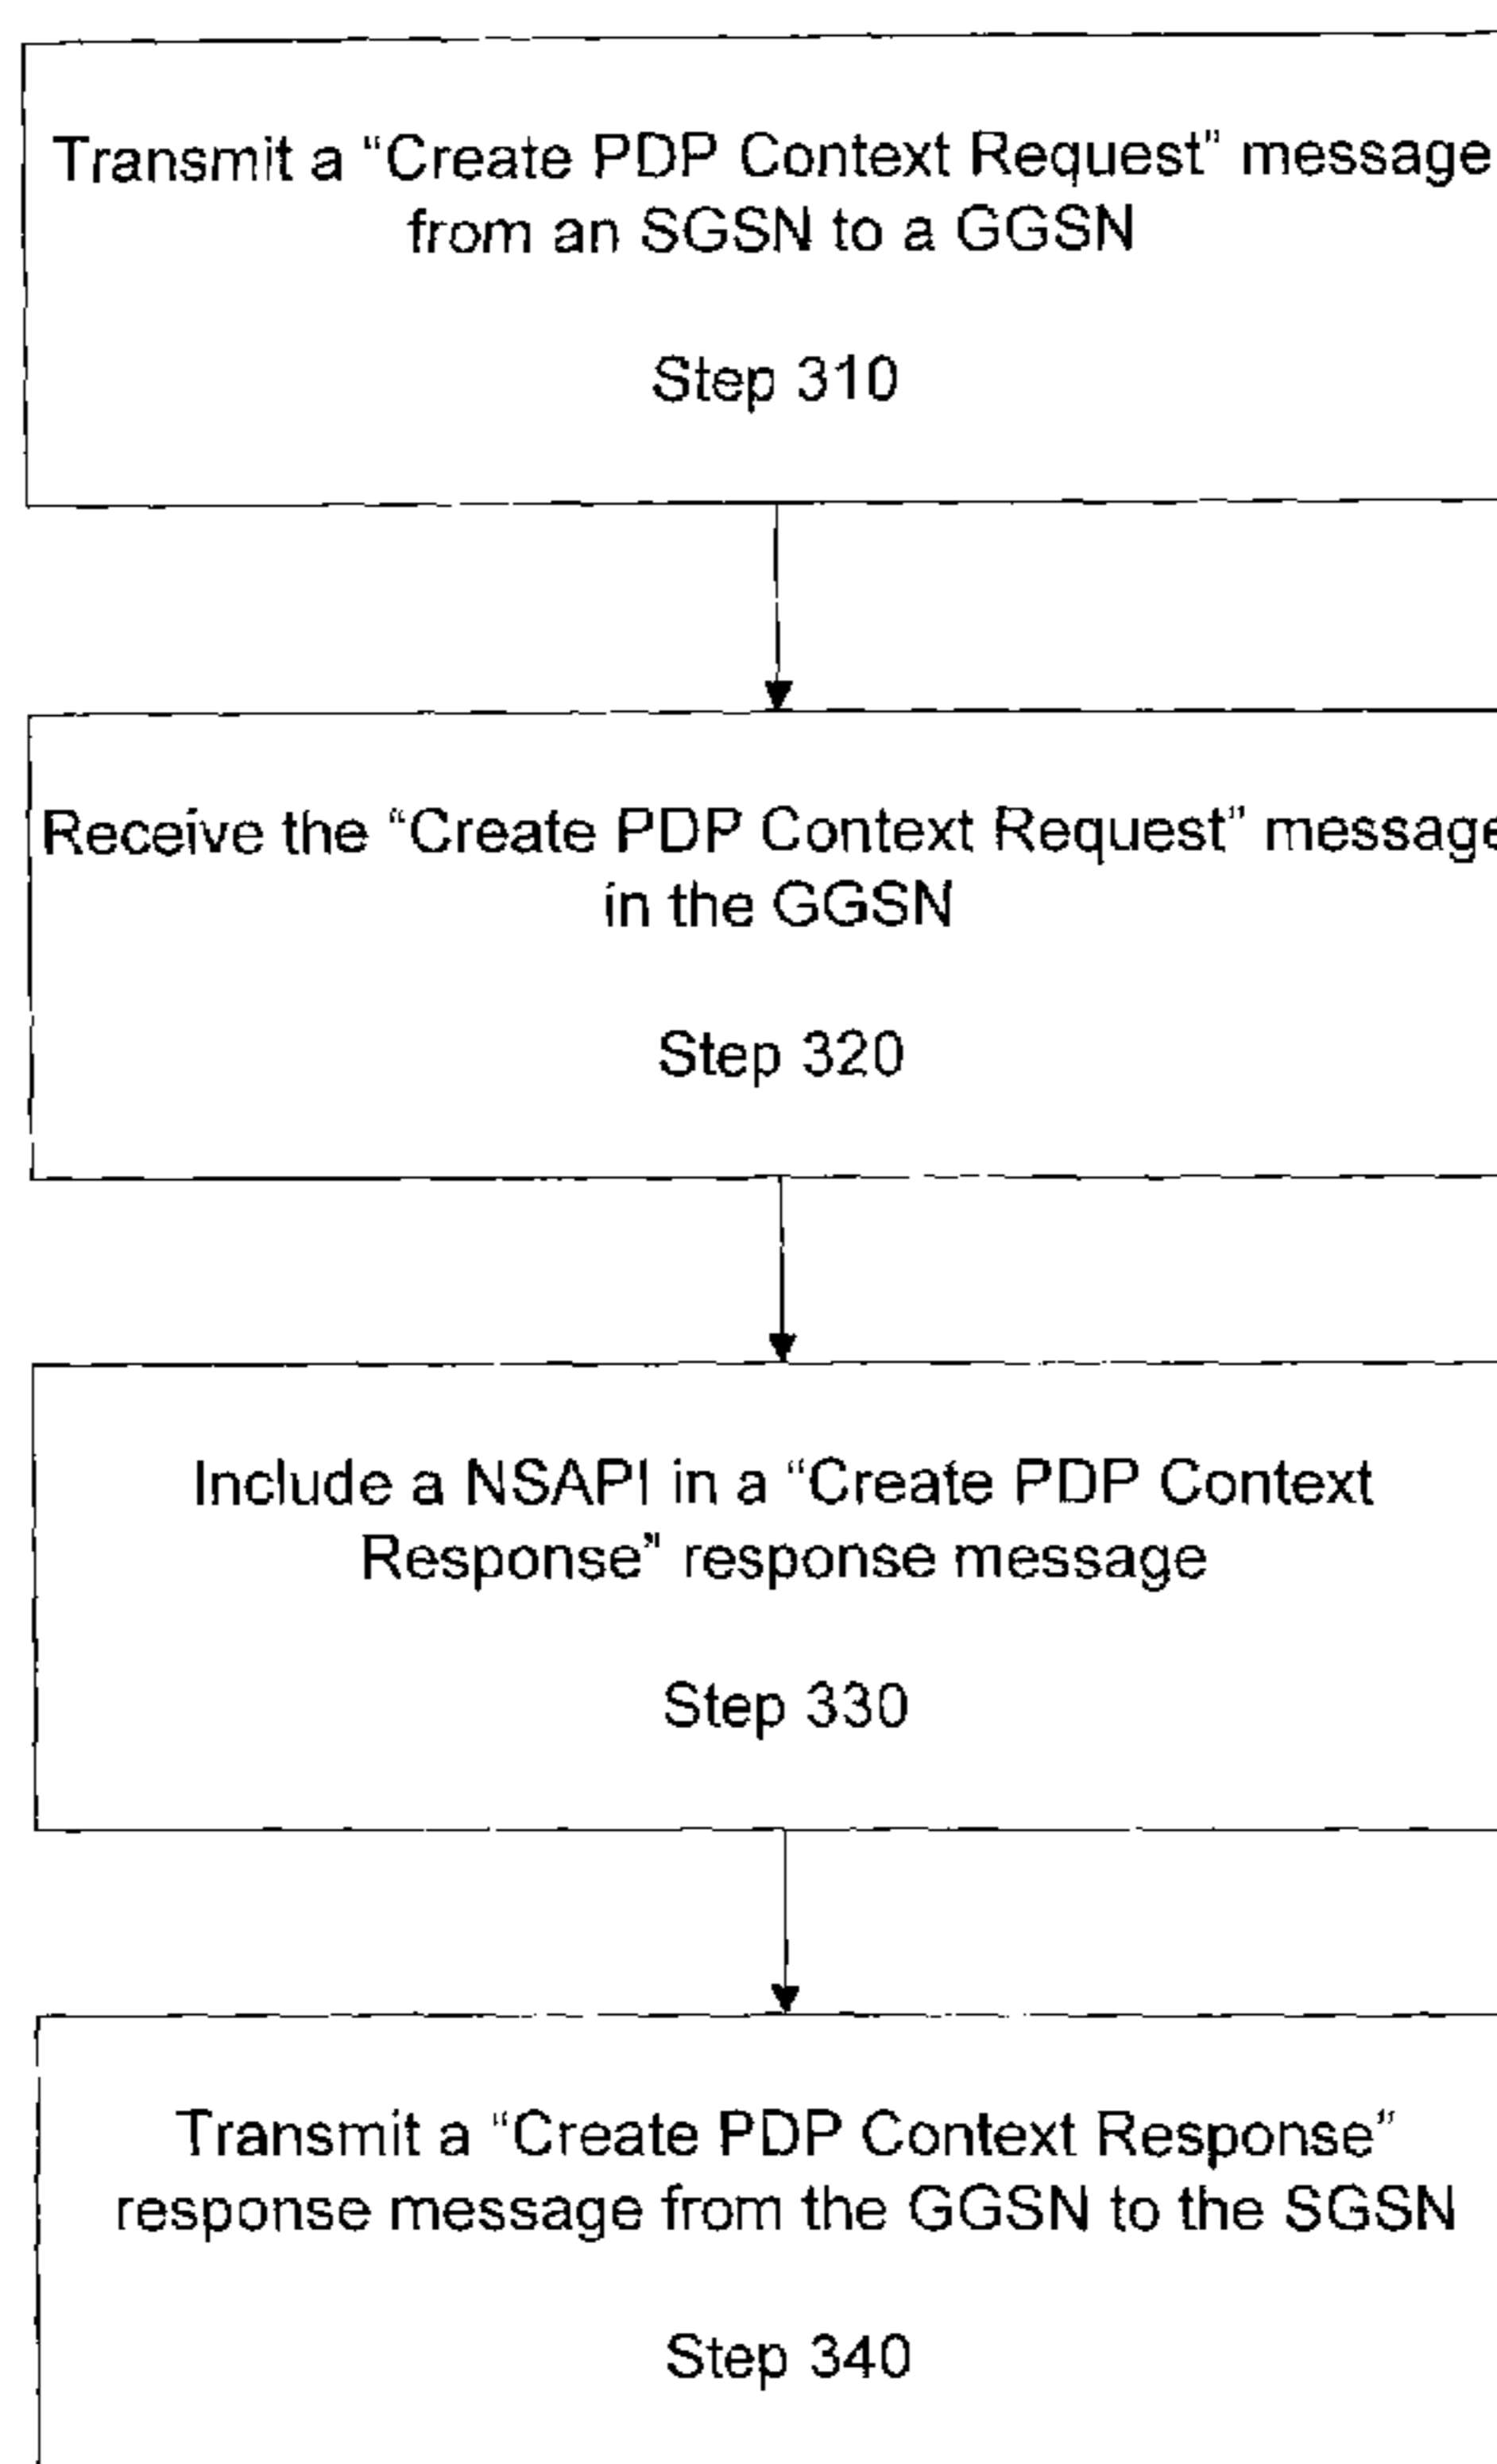 Transmit a “Create PDP Context Request” message
from an SGSN to a GGSN
Step 310
Receive the “Create PDP Context Request” message
in the GGSN
Step 320
Include a NSAPI in a “Create PDP Context
Response” response message
Step 330
Transmit a “Create PDP Context Response”
response message from the GGSN to the SGSN
Step 340